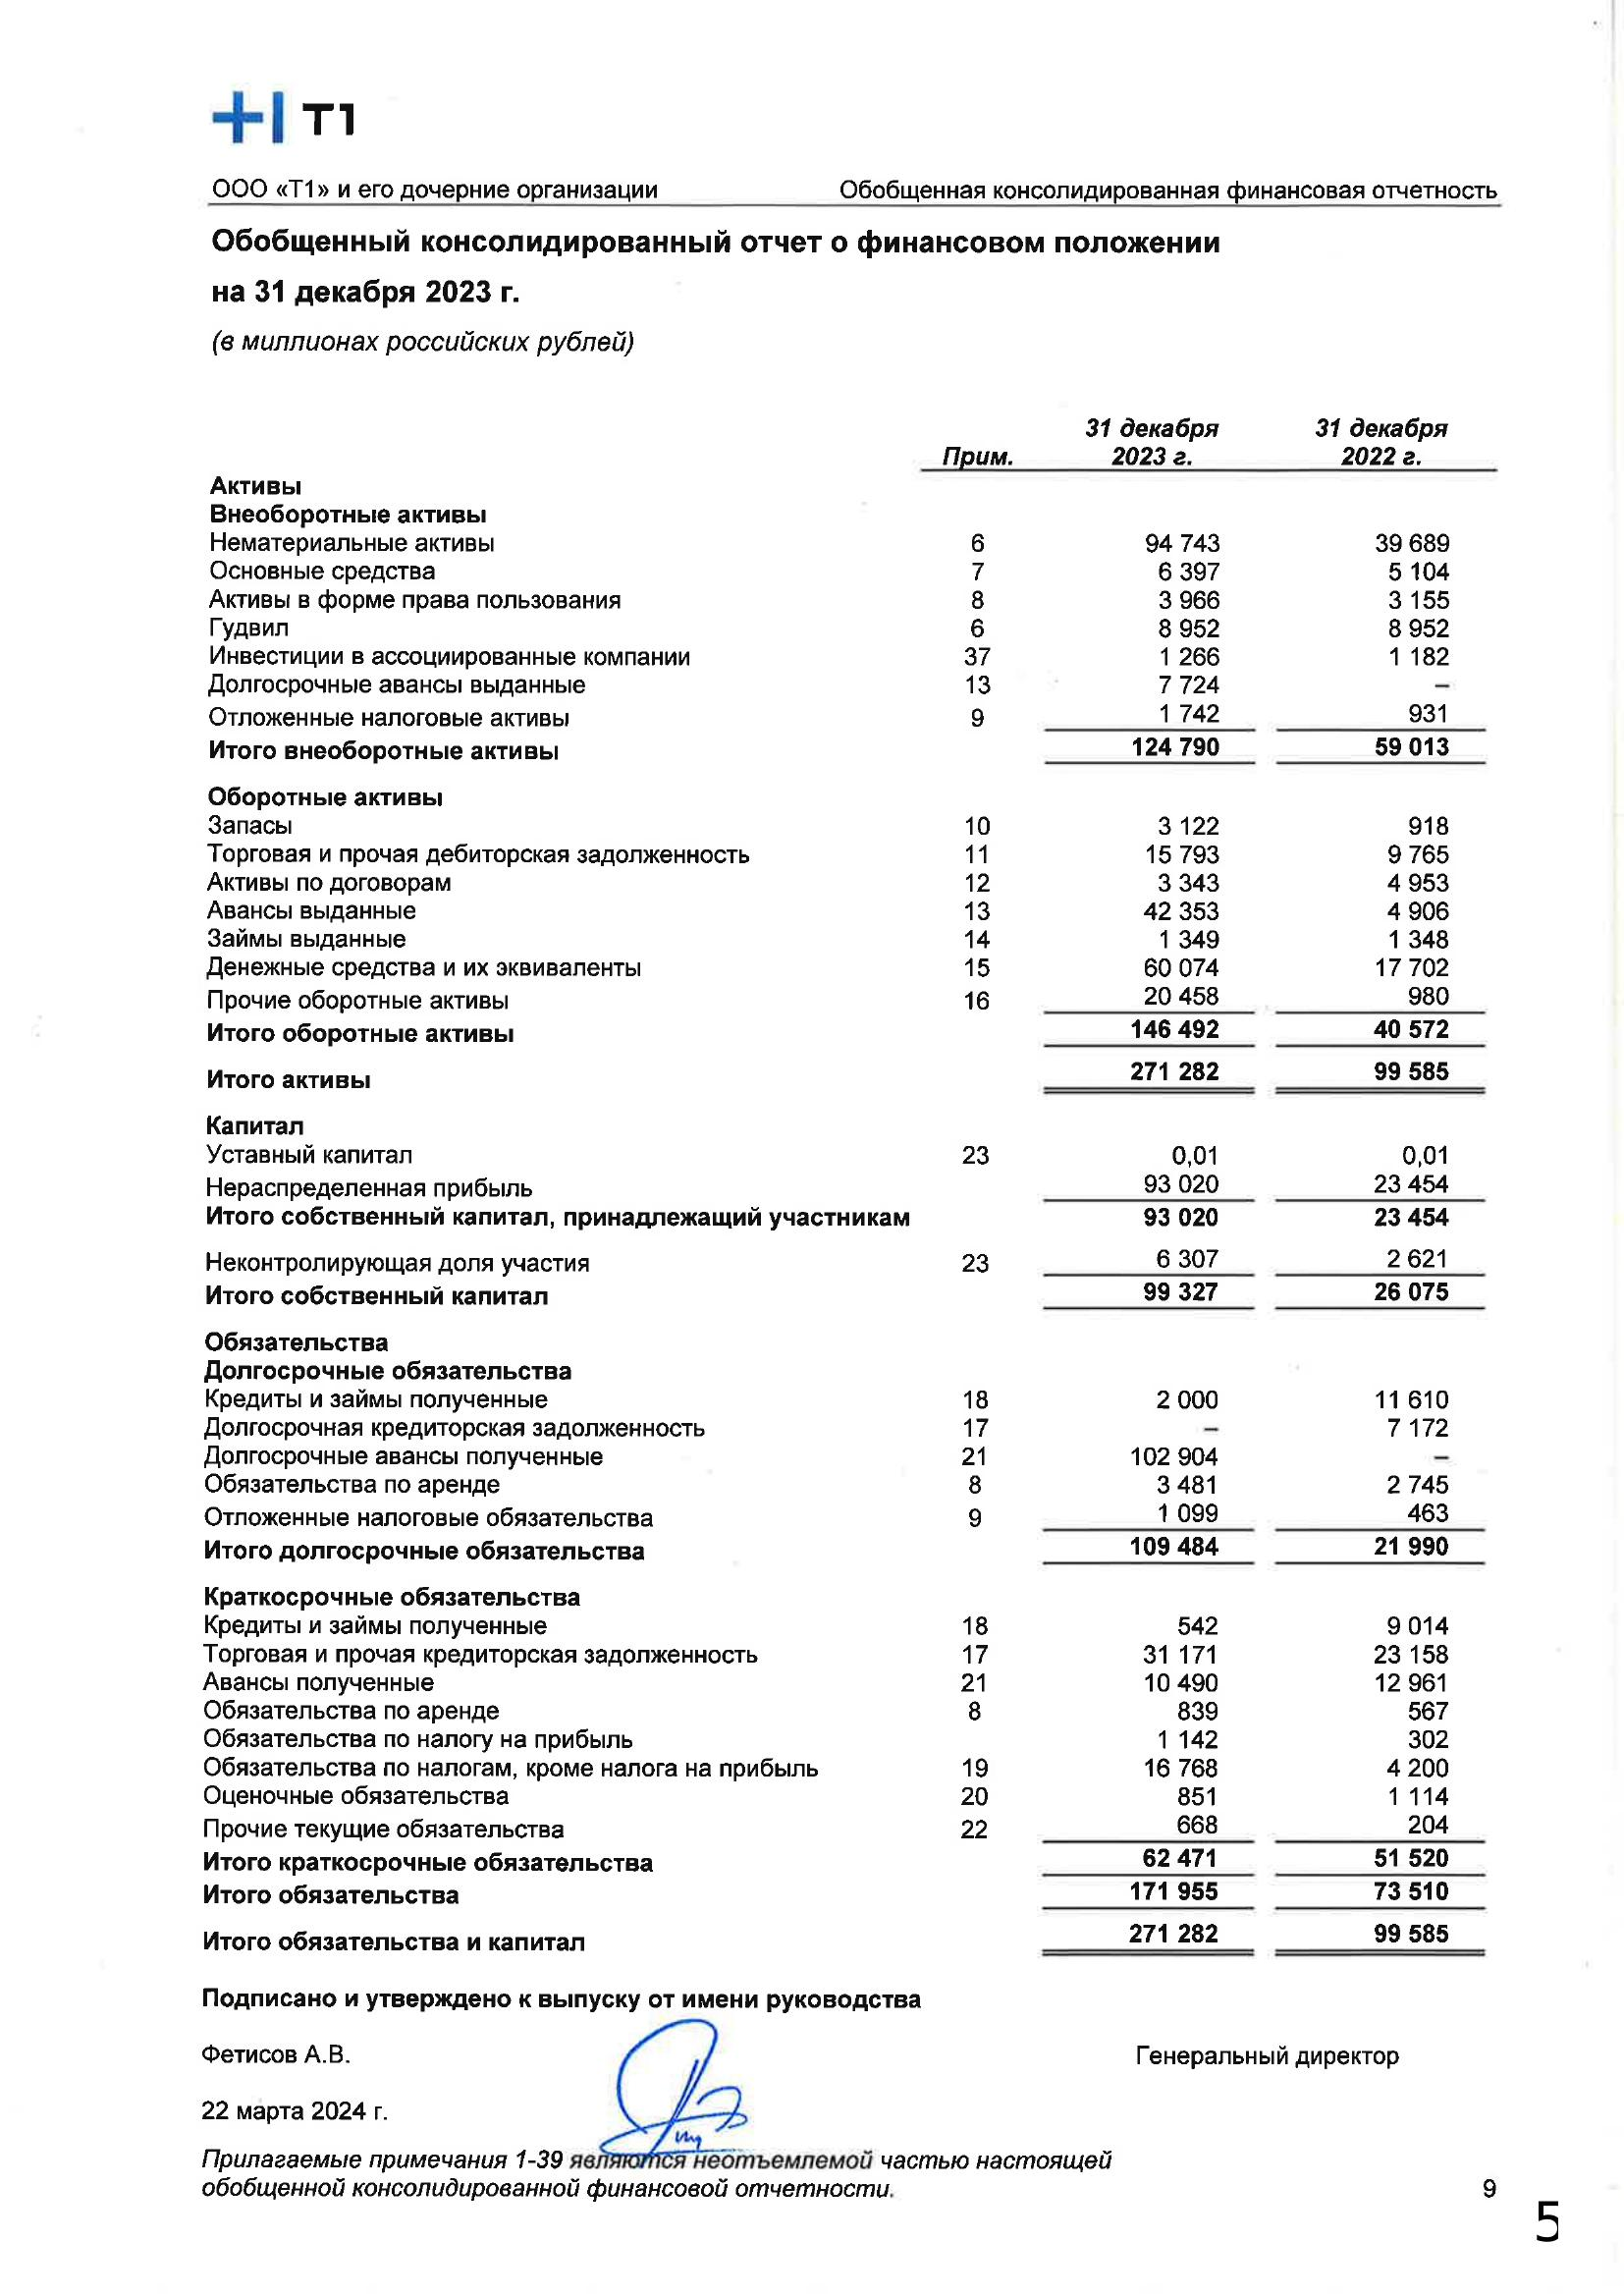 T1
ООО «Т1» и его дочерние организации Обобщенная консолидированная финансовая отчетность
Обобщенный консолидированный отчет о финансовом положении
на 31 декабря 2023 г.
(в миллионах российских рублей)
Прим. 31 декабря 2023 г. 31 декабря 2022 г.
Активы
Внеоборотные активы
Нематериальные активы 6 94 743 39 689
Основные средства 7 6 397 5 104
Активы в форме права пользования 8 3 966 3 155
Гудвил 6 8 952 8 952
Инвестиции в ассоциированные компании 37 1 266 1 182
Долгосрочные авансы выданные 13 7 724 –
Отложенные налоговые активы 9 1 742 931
Итого внеоборотные активы 124 790 59 013
Оборотные активы
Запасы 10 3 122 918
Торговая и прочая дебиторская задолженность 11 15 793 9 765
Активы по договорам 12 3 343 4 953
Авансы выданные 13 42 353 4 906
Займы выданные 14 1 349 1 348
Денежные средства и их эквиваленты 15 60 074 17 702
Прочие оборотные активы 16 20 458 980
Итого оборотные активы 146 492 40 572
Итого активы 271 282 99 585
Капитал
Уставный капитал 23 0,01 0,01
Нераспределенная прибыль 93 020 23 454
Итого собственный капитал, принадлежащий участникам 93 020 23 454
Неконтролирующая доля участия 23 6 307 2 621
Итого собственный капитал 99 327 26 075
Обязательства
Долгосрочные обязательства
Кредиты и займы полученные 18 2 000 11 610
Долгосрочная кредиторская задолженность 17 – 7 172
Долгосрочные авансы полученные 21 102 904 –
Обязательства по аренде 8 3 481 2 745
Отложенные налоговые обязательства 9 1 099 463
Итого долгосрочные обязательства 109 484 21 990
Краткосрочные обязательства
Кредиты и займы полученные 18 542 9 014
Торговая и прочая кредиторская задолженность 17 31 171 23 158
Авансы полученные 21 10 490 12 961
Обязательства по аренде 8 839 567
Обязательства по налогу на прибыль 1 142 302
Обязательства по налогам, кроме налога на прибыль 19 16 768 4 200
Оценочные обязательства 20 851 1 114
Прочие текущие обязательства 22 668 204
Итого краткосрочные обязательства 62 471 51 520
Итого обязательства 171 955 73 510
Итого обязательства и капитал 271 282 99 585
Подписано и утверждено к выпуску от имени руководства
Фетисов А.В. Генеральный директор
22 марта 2024 г.
Прилагаемые примечания 1-39 являются неотъемлемой частью настоящей
обобщенной консолидированной финансовой отчетности.
9
5